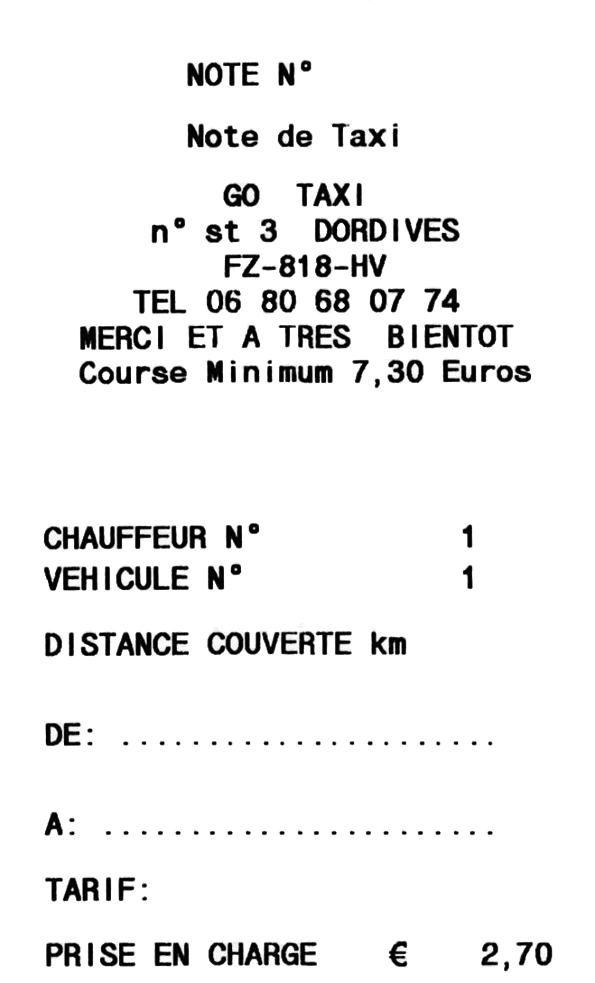 NOTE N°
Note de Taxi
GO TAXI
n° st 3 DORDIVES
FZ-818-HV
TEL 06 80 68 07 74
MERCI ET A TRES BIENTOT
Course Minimum 7,30 Euros
CHAUFFEUR N° 1
VEHICULE N° 1
DISTANCE COUVERTE km
DE: ......................
A: .......................
TARIF:
PRISE EN CHARGE € 2,70